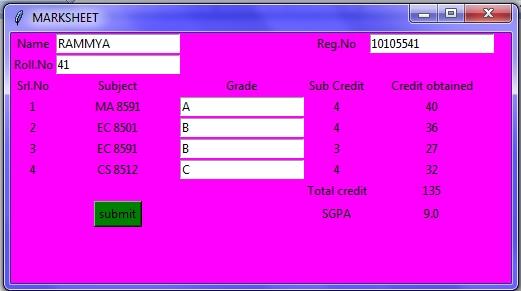 MARKSHEET
Name RAMMYA Reg.No 10105541
Roll.No 41
Srl.No Subject Grade Sub Credit Credit obtained
1 MA 8591 A 4 40
2 EC 8501 B 4 36
3 EC 8591 B 3 27
4 CS 8512 C 4 32
Total credit 135
submit SGPA 9.0